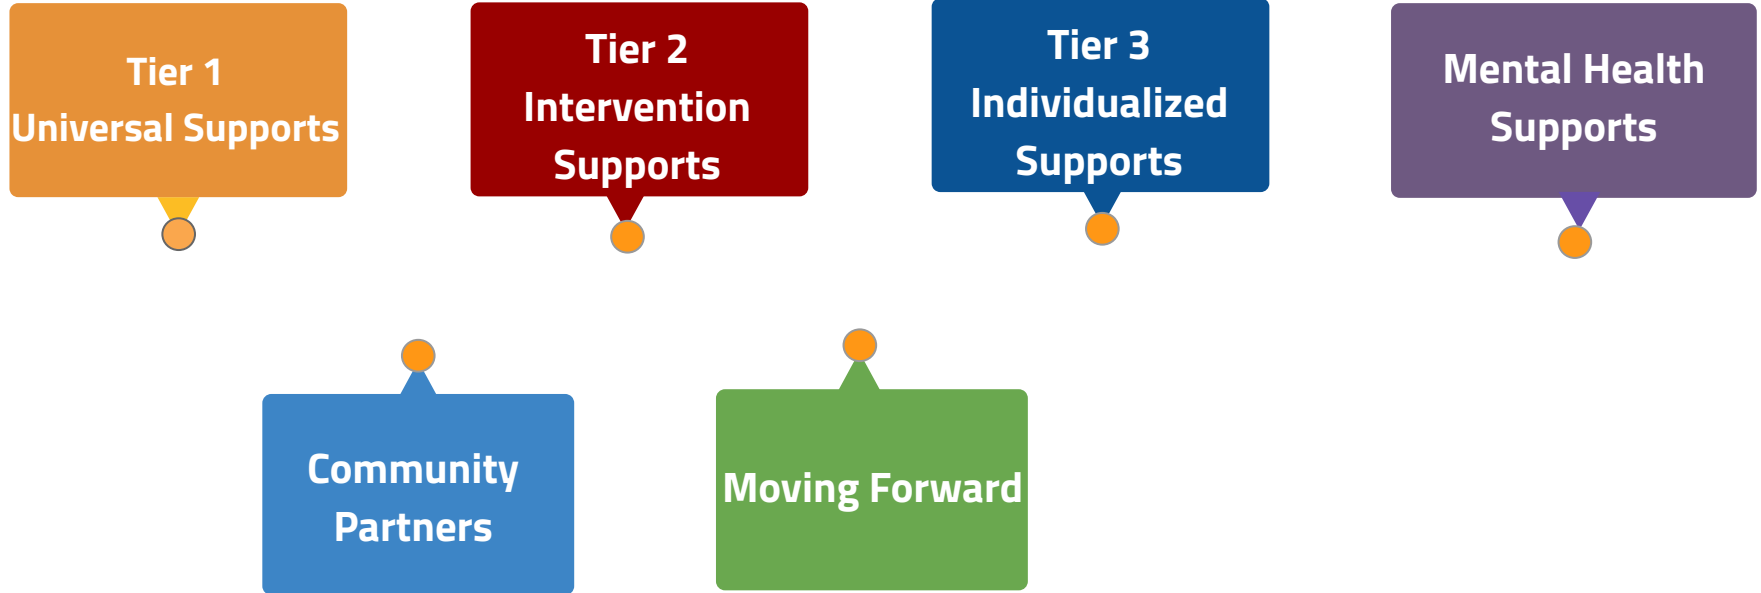 Tier 1
Universal Supports
Tier 2
Intervention
Supports
Tier 3
Individualized
Supports
Mental Health
Supports
Community
Partners
Moving Forward